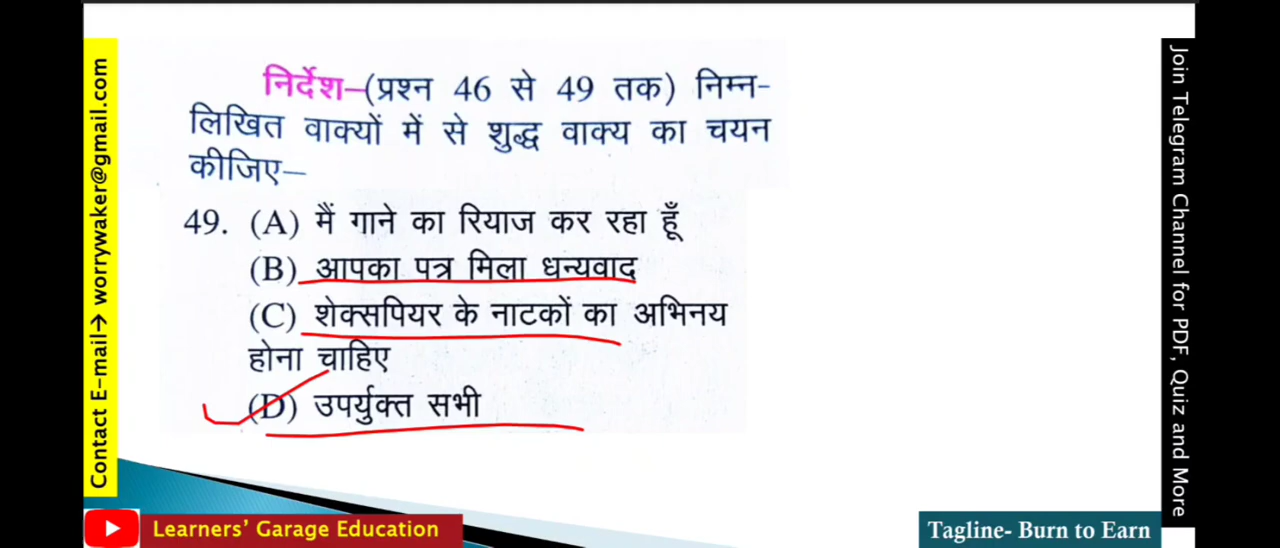 निर्देश–(प्रश्न 46 से 49 तक) निम्न-
लिखित वाक्यों में से शुद्ध वाक्य का चयन
कीजिए–
49. (A) मैं गाने का रियाज कर रहा हूँ
(B) आपका पत्र मिला धन्यवाद
(C) शेक्सपियर के नाटकों का अभिनय
होना चाहिए
(D) उपर्युक्त सभी
Contact E-mail→ worrywaker@gmail.com
Join Telegram Channel for PDF, Quiz and More
Learners' Garage Education
Tagline- Burn to Earn